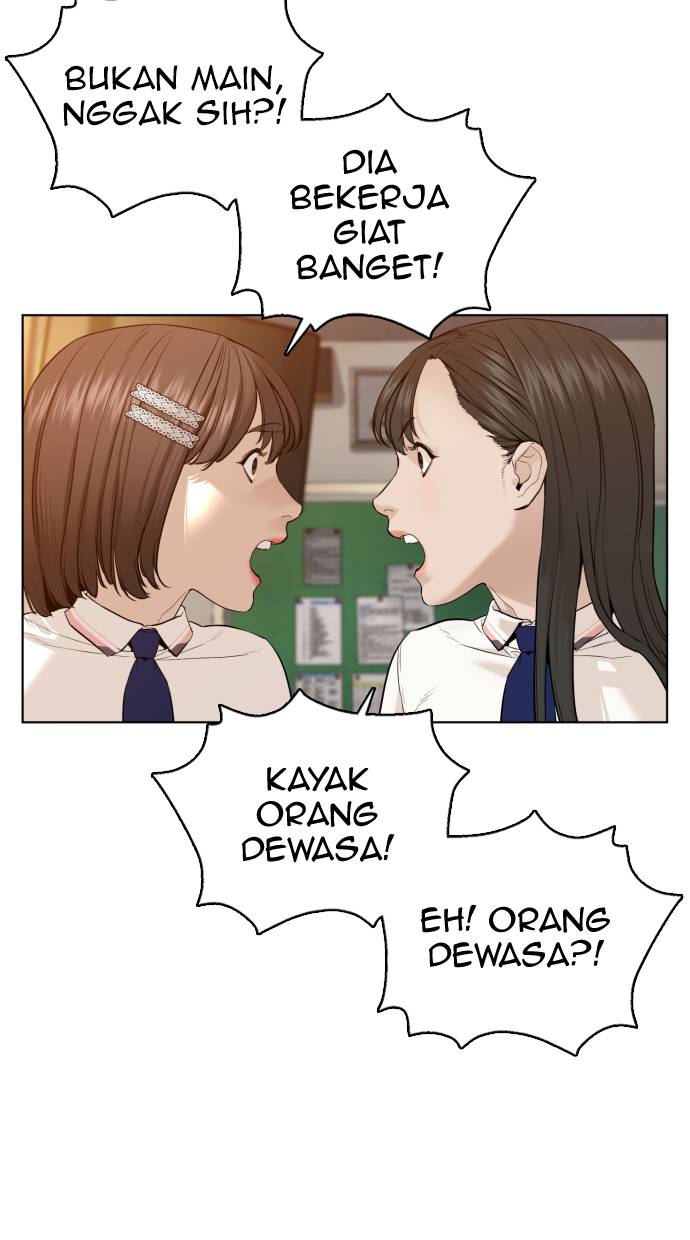 BUKAN MAIN,
NGGAK SIH?!
DIA
BEKERJA
GIAT
BANGET!
KAYAK
ORANG
DEWASA!
EH! ORANG
DEWASA?!